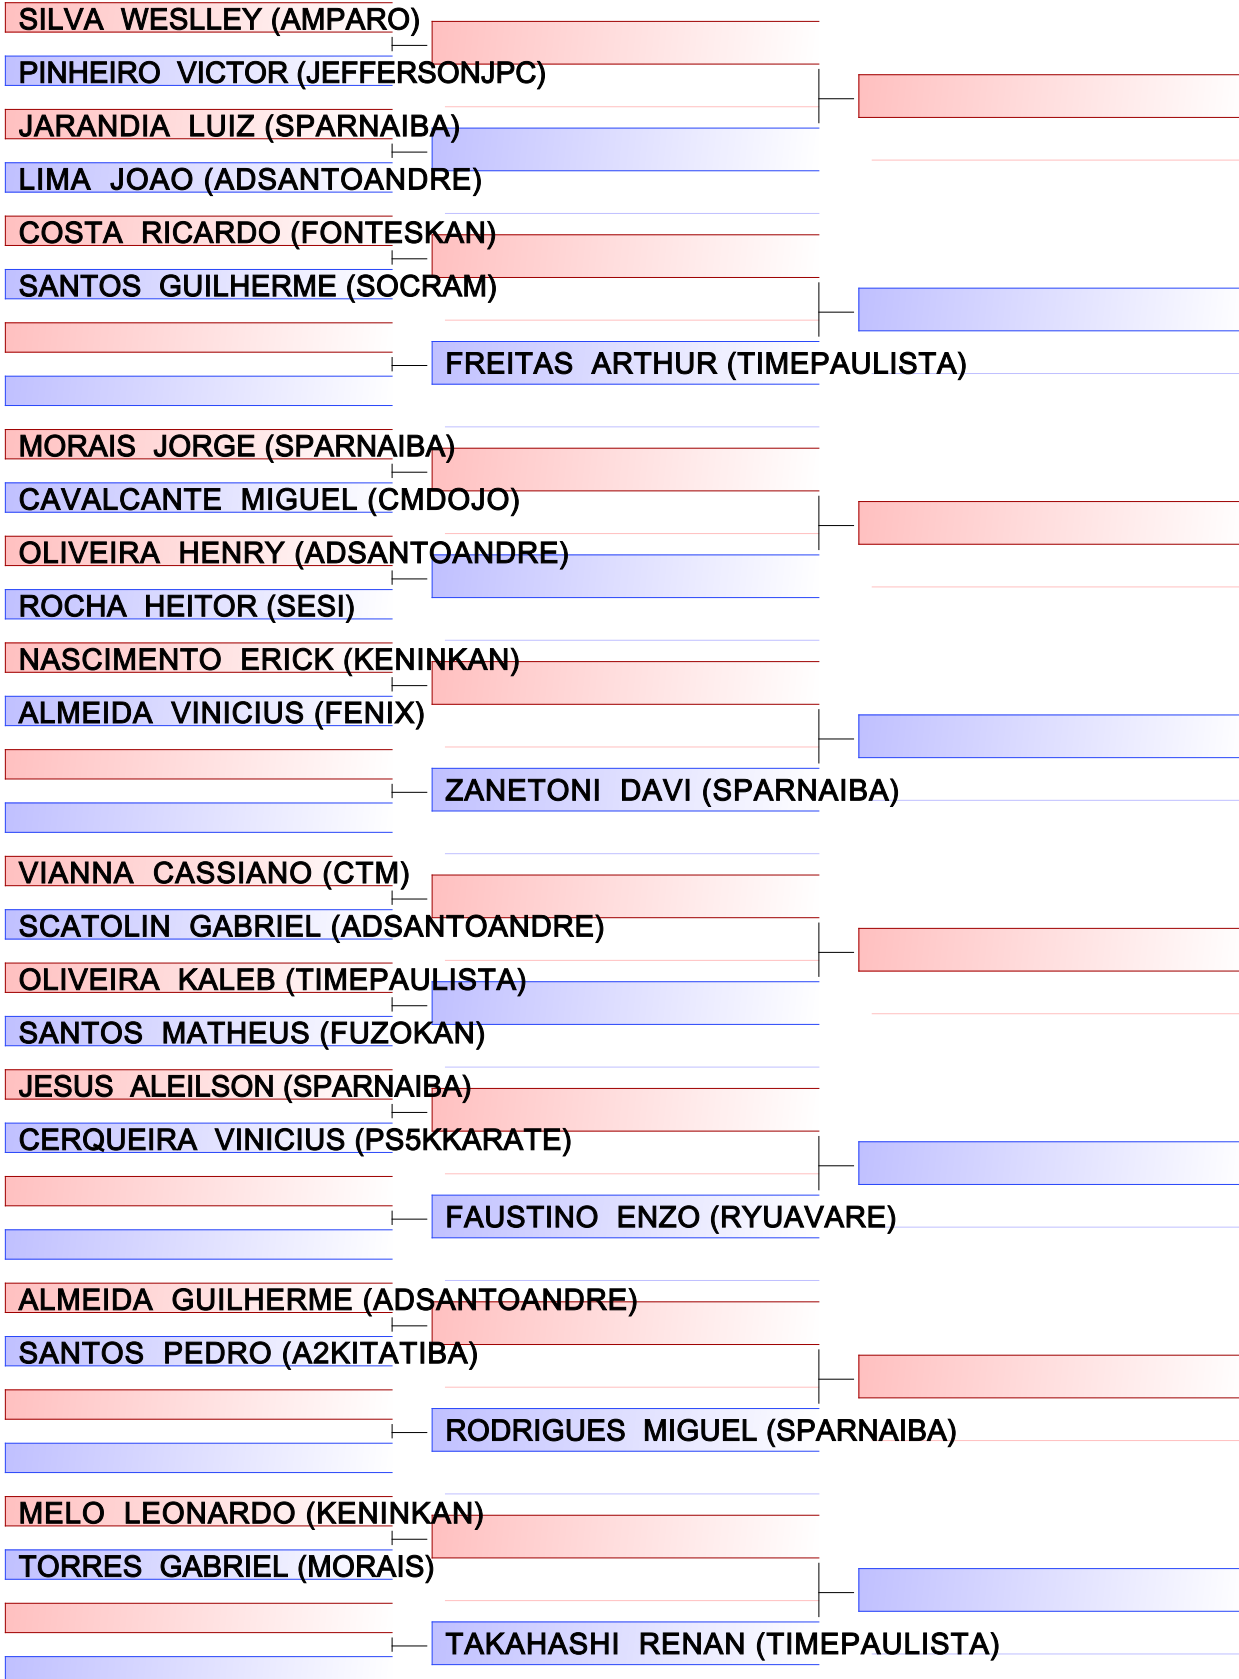 SILVA WESLLEY (AMPARO)
PINHEIRO VICTOR (JEFFERSONJPC)
JARANDIA LUIZ (SPARNAIBA)
LIMA JOAO (ADSANTOANDRE)
COSTA RICARDO (FONTESKAN)
SANTOS GUILHERME (SOCRAM)
FREITAS ARTHUR (TIMEPAULISTA)
MORAIS JORGE (SPARNAIBA)
CAVALCANTE MIGUEL (CMDOJO)
OLIVEIRA HENRY (ADSANTOANDRE)
ROCHA HEITOR (SESI)
NASCIMENTO ERICK (KENINKAN)
ALMEIDA VINICIUS (FENIX)
ZANETONI DAVI (SPARNAIBA)
VIANNA CASSIANO (CTM)
SCATOLIN GABRIEL (ADSANTOANDRE)
OLIVEIRA KALEB (TIMEPAULISTA)
SANTOS MATHEUS (FUZOKAN)
JESUS ALEILSON (SPARNAIBA)
CERQUEIRA VINICIUS (PS5KKARATE)
FAUSTINO ENZO (RYUAVARE)
ALMEIDA GUILHERME (ADSANTOANDRE)
SANTOS PEDRO (A2KITATIBA)
RODRIGUES MIGUEL (SPARNAIBA)
MELO LEONARDO (KENINKAN)
TORRES GABRIEL (MORAIS)
TAKAHASHI RENAN (TIMEPAULISTA)